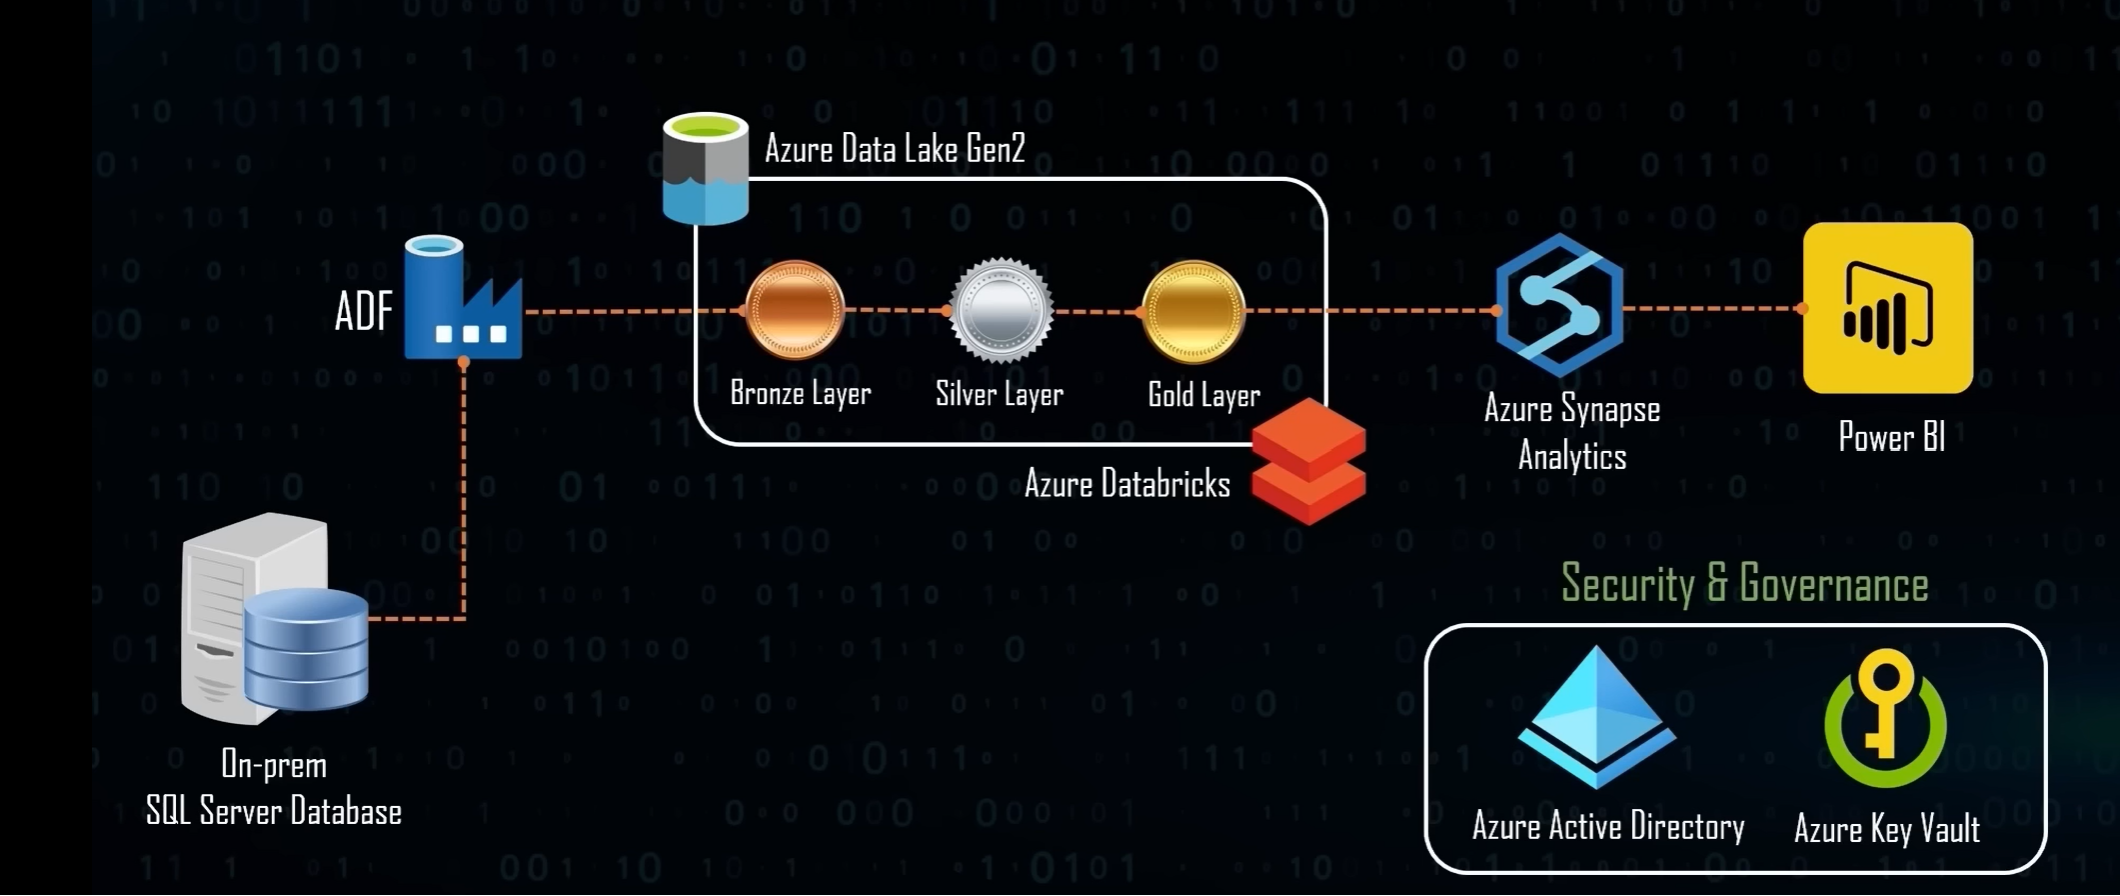 Azure Data Lake Gen2
ADF
Bronze Layer
Silver Layer
Gold Layer
Azure Databricks
Azure Synapse
Analytics
Power BI
On-prem
SQL Server Database
Security & Governance
Azure Active Directory
Azure Key Vault